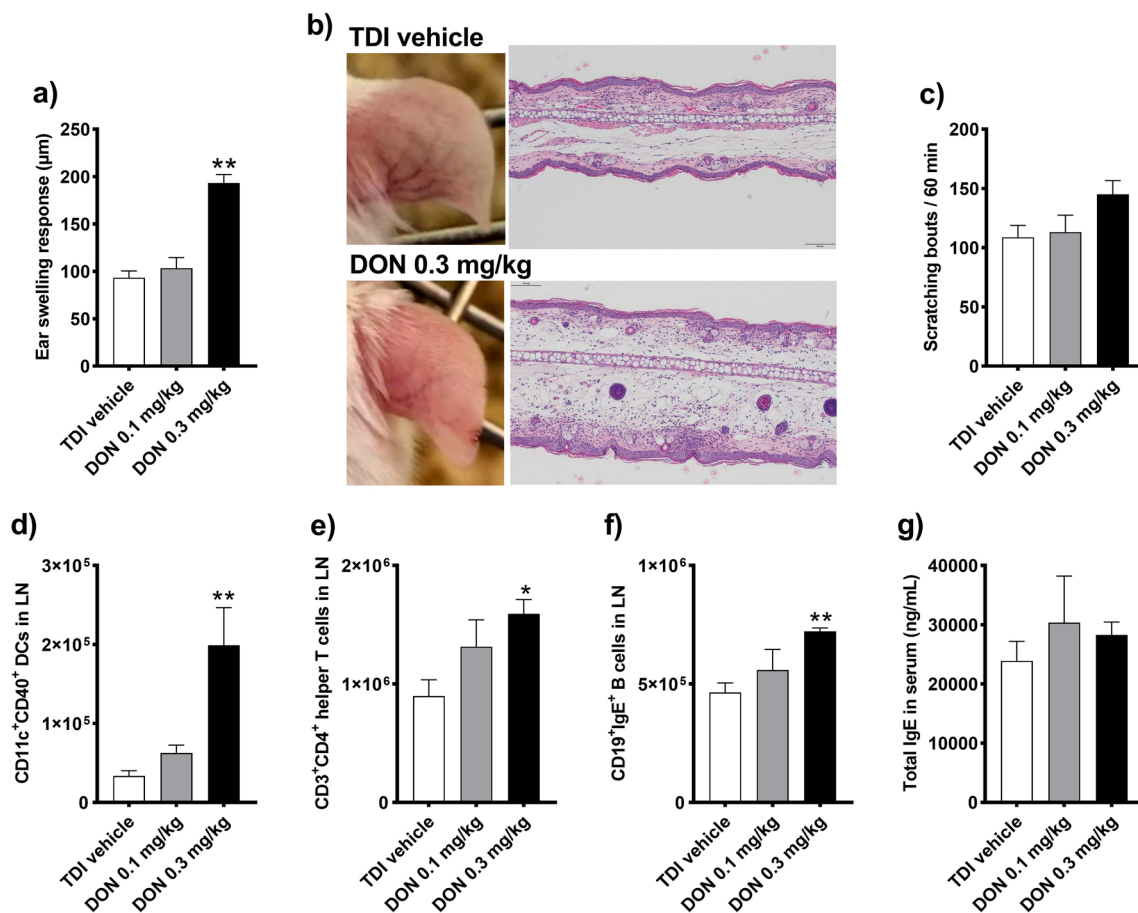 a)
Ear swelling response (µm)
250
200
150
100
50
0
**
TDI vehicle
DON 0.1 mg/kg
DON 0.3 mg/kg
b)
TDI vehicle
DON 0.3 mg/kg
c)
Scratching bouts / 60 min
200
150
100
50
0
TDI vehicle
DON 0.1 mg/kg
DON 0.3 mg/kg
d)
CD11c⁺CD40⁺ DCs in LN
3×10⁵
2×10⁵
1×10⁵
0
**
TDI vehicle
DON 0.1 mg/kg
DON 0.3 mg/kg
e)
CD3⁺CD4⁺ helper T cells in LN
2×10⁶
1×10⁶
0
*
TDI vehicle
DON 0.1 mg/kg
DON 0.3 mg/kg
f)
CD19⁺IgE⁺ B cells in LN
1×10⁶
5×10⁵
0
**
TDI vehicle
DON 0.1 mg/kg
DON 0.3 mg/kg
g)
Total IgE in serum (ng/mL)
40000
30000
20000
10000
0
TDI vehicle
DON 0.1 mg/kg
DON 0.3 mg/kg